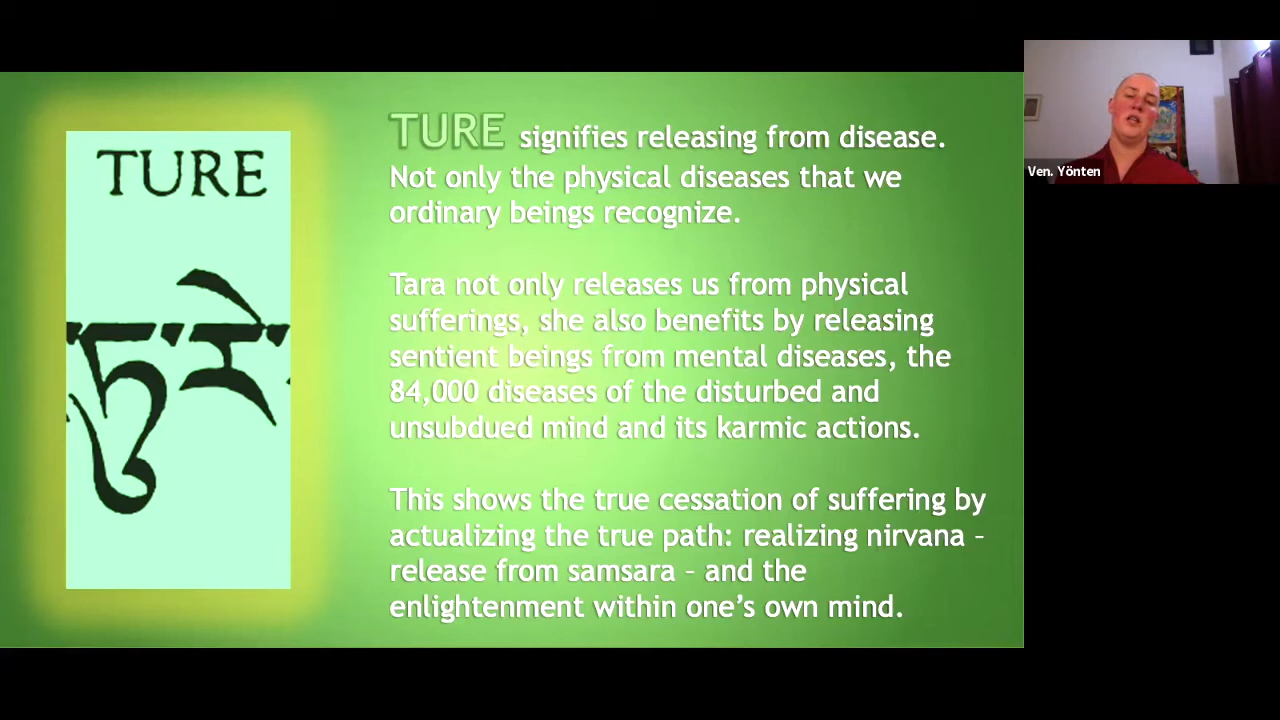 TURE
ཏུ་རེ་
TURE signifies releasing from disease.
Not only the physical diseases that we
ordinary beings recognize.
Tara not only releases us from physical
sufferings, she also benefits by releasing
sentient beings from mental diseases, the
84,000 diseases of the disturbed and
unsubdued mind and its karmic actions.
This shows the true cessation of suffering by
actualizing the true path: realizing nirvana –
release from samsara – and the
enlightenment within one’s own mind.
Ven. Yönten